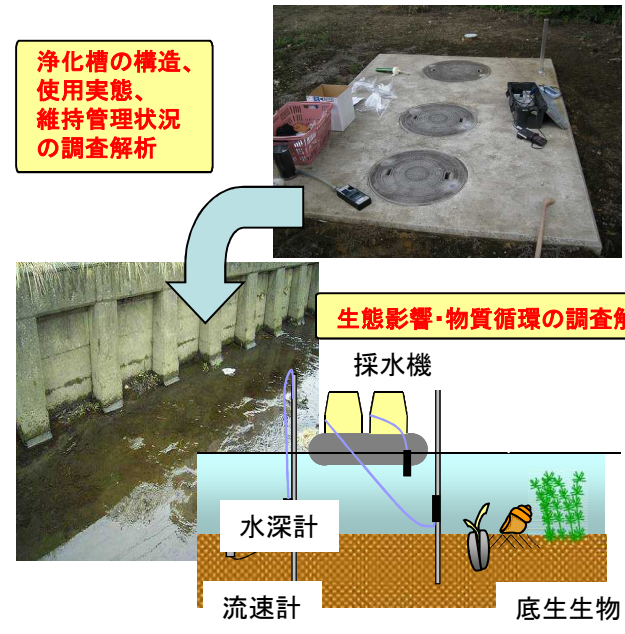 浄化槽の構造、
使用実態、
維持管理状況
の調査解析
生態影響・物質循環の調査解
採水機
水深計
流速計
底生生物